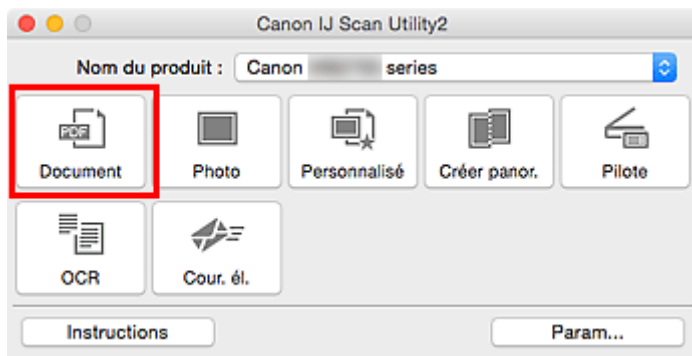 Canon IJ Scan Utility2
Nom du produit : Canon series
PDF
Document Photo Personnalisé Créer panor. Pilote
OCR Cour. él.
Instructions Param...